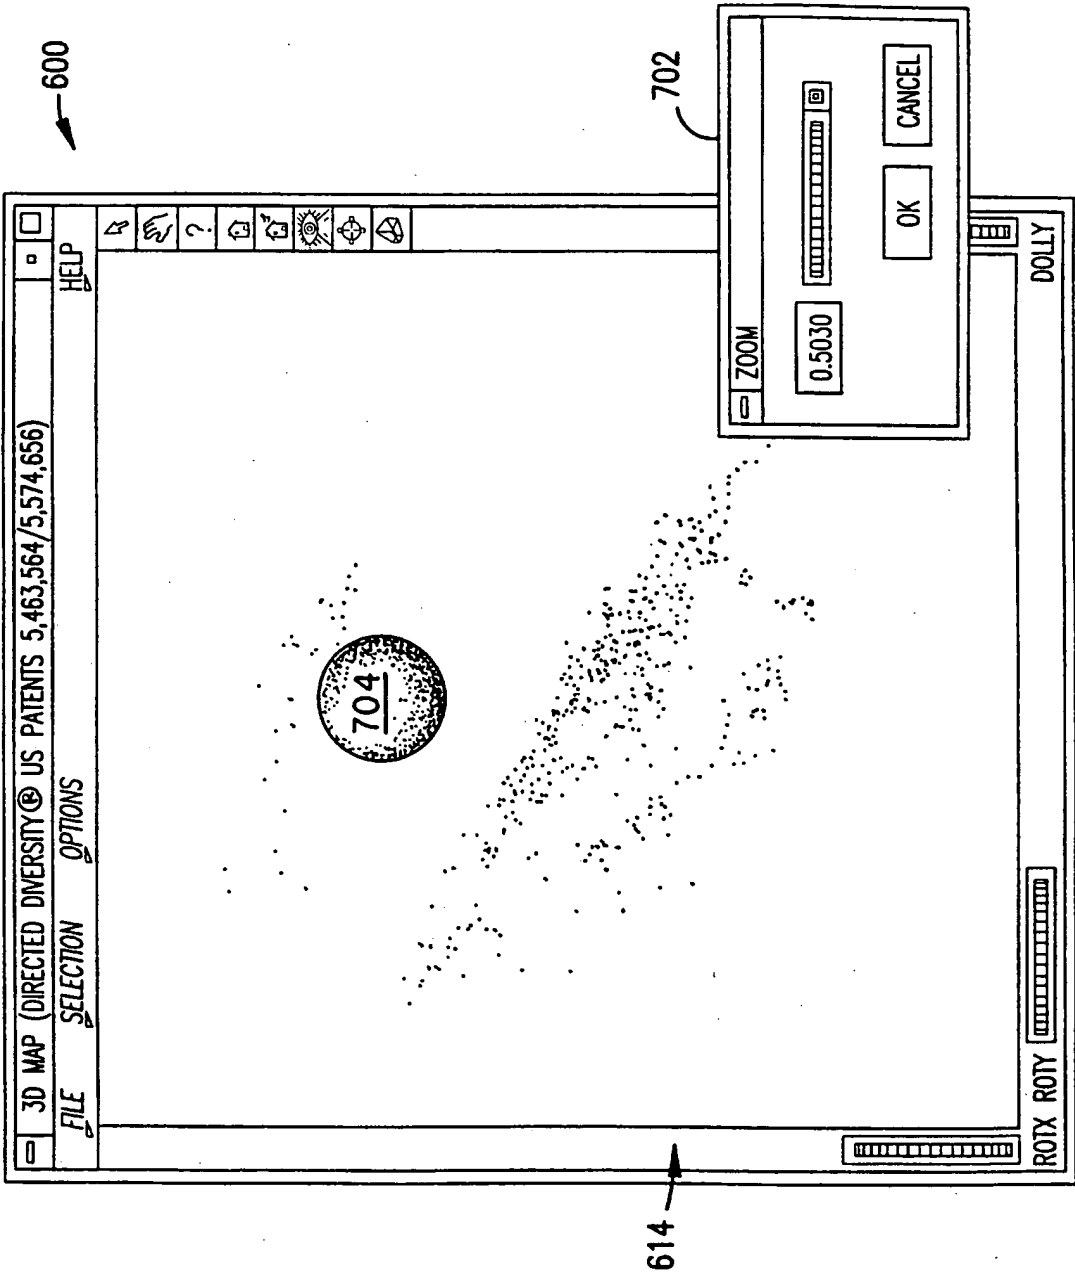 600
3D MAP (DIRECTED DIVERSITY® US PATENTS 5,463,564/5,574,656)
FILE SELECTION OPTIONS HELP
?
704
702
ZOOM
0.5030
OK CANCEL
614
ROTX ROTY DOLLY